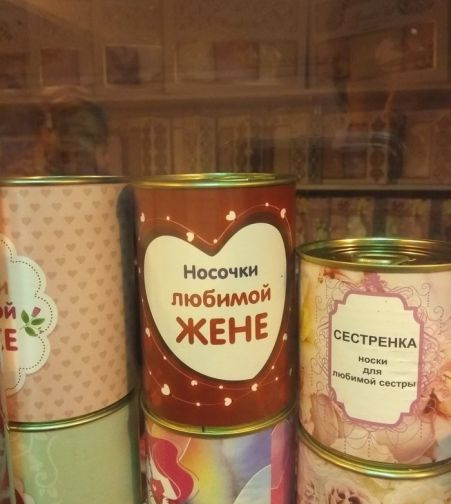 Носочки
любимой
ЖЕНЕ
СЕСТРЕНКА
носки
для
любимой сестры